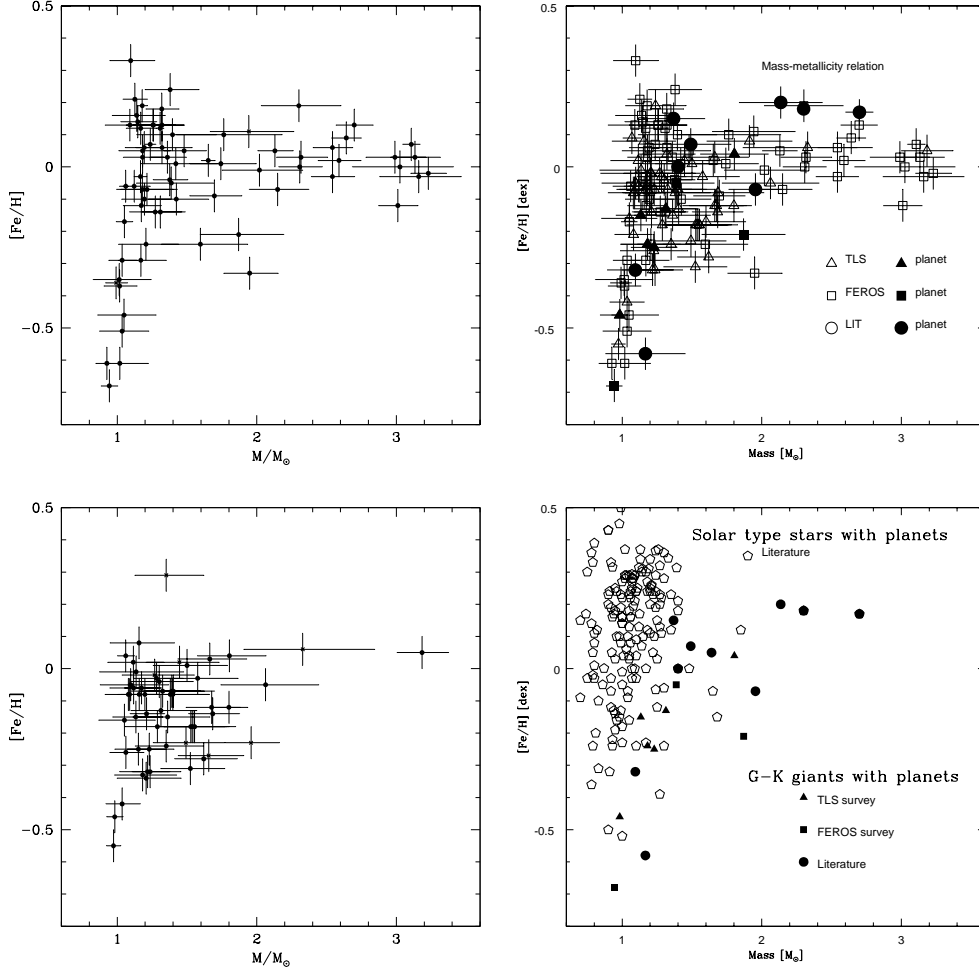 0.5
0
−0.5
[Fe/H]
1
2
3
M/M⊙
0.5
0
-0.5
[Fe/H] [dex]
Mass-metallicity relation
TLS
planet
FEROS
planet
LIT
planet
1
2
3
Mass [M⊙]
0.5
0
−0.5
[Fe/H]
1
2
3
M/M⊙
0.5
0
-0.5
[Fe/H] [dex]
Solar type stars with planets
Literature
G−K giants with planets
TLS survey
FEROS survey
Literature
1
2
3
Mass [M⊙]